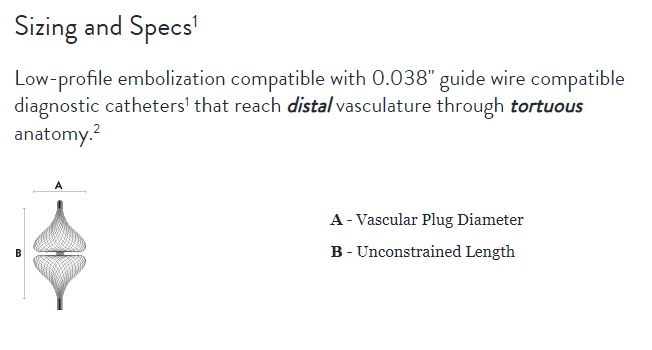 Sizing and Specs¹
Low-profile embolization compatible with 0.038" guide wire compatible
diagnostic catheters¹ that reach distal vasculature through tortuous
anatomy.²
A
B
A - Vascular Plug Diameter
B - Unconstrained Length